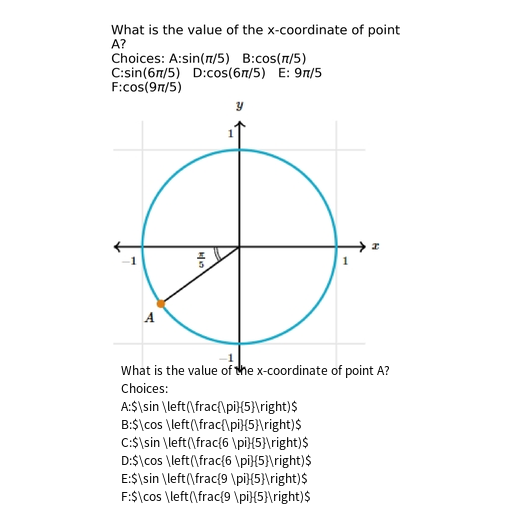 What is the value of the x-coordinate of point
A?
Choices: A:sin(π/5)   B:cos(π/5)
C:sin(6π/5)   D:cos(6π/5)   E: 9π/5
F:cos(9π/5)
y
1
x
−1
π/5
1
A
−1
What is the value of the x-coordinate of point A?
Choices:
A:$\sin \left(\frac{\pi}{5}\right)$
B:$\cos \left(\frac{\pi}{5}\right)$
C:$\sin \left(\frac{6 \pi}{5}\right)$
D:$\cos \left(\frac{6 \pi}{5}\right)$
E:$\sin \left(\frac{9 \pi}{5}\right)$
F:$\cos \left(\frac{9 \pi}{5}\right)$